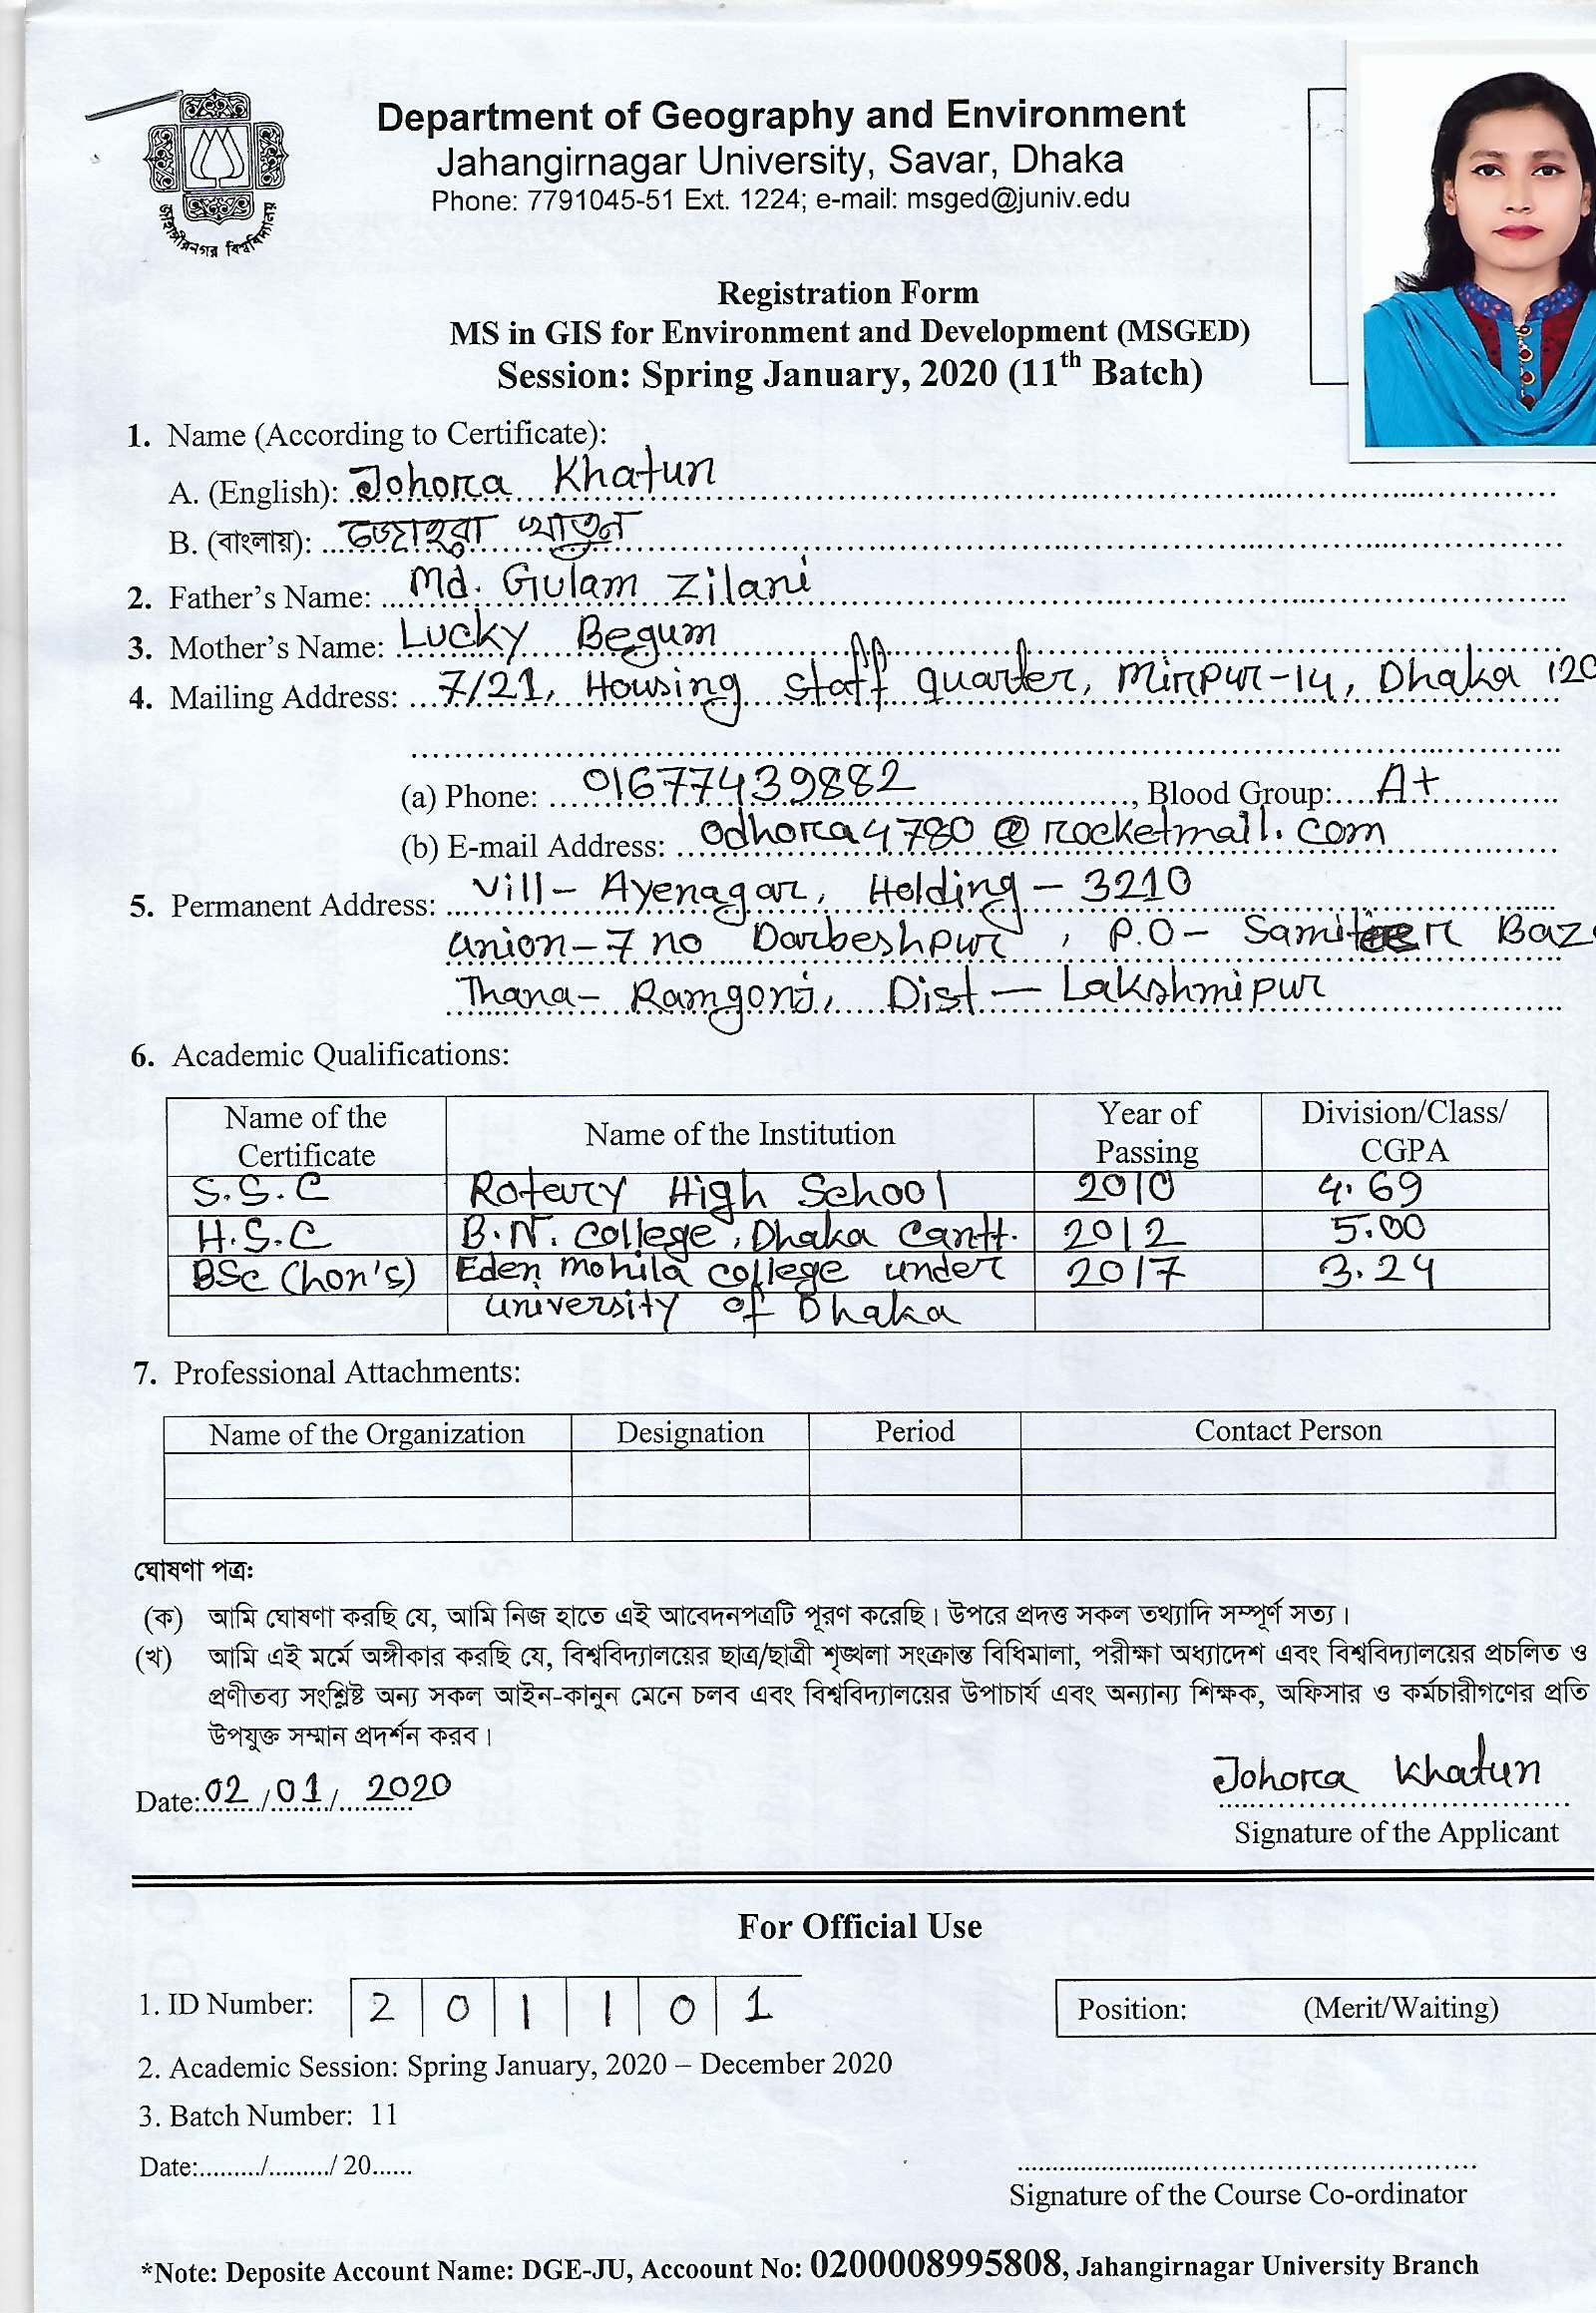 Department of Geography and Environment
Jahangirnagar University, Savar, Dhaka
Phone: 7791045-51 Ext. 1224; e-mail: msged@juniv.edu
জাহাঙ্গীরনগর বিশ্ববিদ্যালয়
Registration Form
MS in GIS for Environment and Development (MSGED)
Session: Spring January, 2020 (11th Batch)
1. Name (According to Certificate):
A. (English): Johora Khatun
B. (বাংলায়): জোহুরা খাতুন
2. Father's Name: Md. Gulam Zilani
3. Mother's Name: Lucky Begum
4. Mailing Address: 7/21, Housing staff quarter, Mirpur-14, Dhaka 120
(a) Phone: 01677439882, Blood Group: A+
(b) E-mail Address: odhora4780@rocketmail.com
5. Permanent Address: Vill- Ayenagar, Holding - 3210
Union-7 no Darbeshpur, P.O- Samiteer Baz
Thana- Ramgonj, Dist - Lakshmipur
6. Academic Qualifications:
Name of the Certificate Name of the Institution Year of Passing Division/Class/ CGPA
S.S.C Rotary High School 2010 4.69
H.S.C B.N. College, Dhaka Cantt. 2012 5.00
BSc (hon's) Eden mohila college under 2017 3.24
university of Dhaka
7. Professional Attachments:
Name of the Organization Designation Period Contact Person
ঘোষণা পত্র:
(ক) আমি ঘোষণা করছি যে, আমি নিজ হাতে এই আবেদনপত্রটি পূরণ করেছি। উপরে প্রদত্ত সকল তথ্যাদি সম্পূর্ণ সত্য।
(খ) আমি এই মর্মে অঙ্গীকার করছি যে, বিশ্ববিদ্যালয়ের ছাত্র/ছাত্রী শৃঙ্খলা সংক্রান্ত বিধিমালা, পরীক্ষা অধ্যাদেশ এবং বিশ্ববিদ্যালয়ের প্রচলিত ও
প্রণীতব্য সংশ্লিষ্ট অন্য সকল আইন-কানুন মেনে চলব এবং বিশ্ববিদ্যালয়ের উপাচার্য এবং অন্যান্য শিক্ষক, অফিসার ও কর্মচারীগণের প্রতি
উপযুক্ত সম্মান প্রদর্শন করব।
Date: 02/01/2020 Johora Khatun
Signature of the Applicant
For Official Use
1. ID Number: 2 0 1 1 0 1 Position: (Merit/Waiting)
2. Academic Session: Spring January, 2020 – December 2020
3. Batch Number: 11
Date:........./........./ 20......
Signature of the Course Co-ordinator
*Note: Deposite Account Name: DGE-JU, Accoount No: 0200008995808, Jahangirnagar University Branch